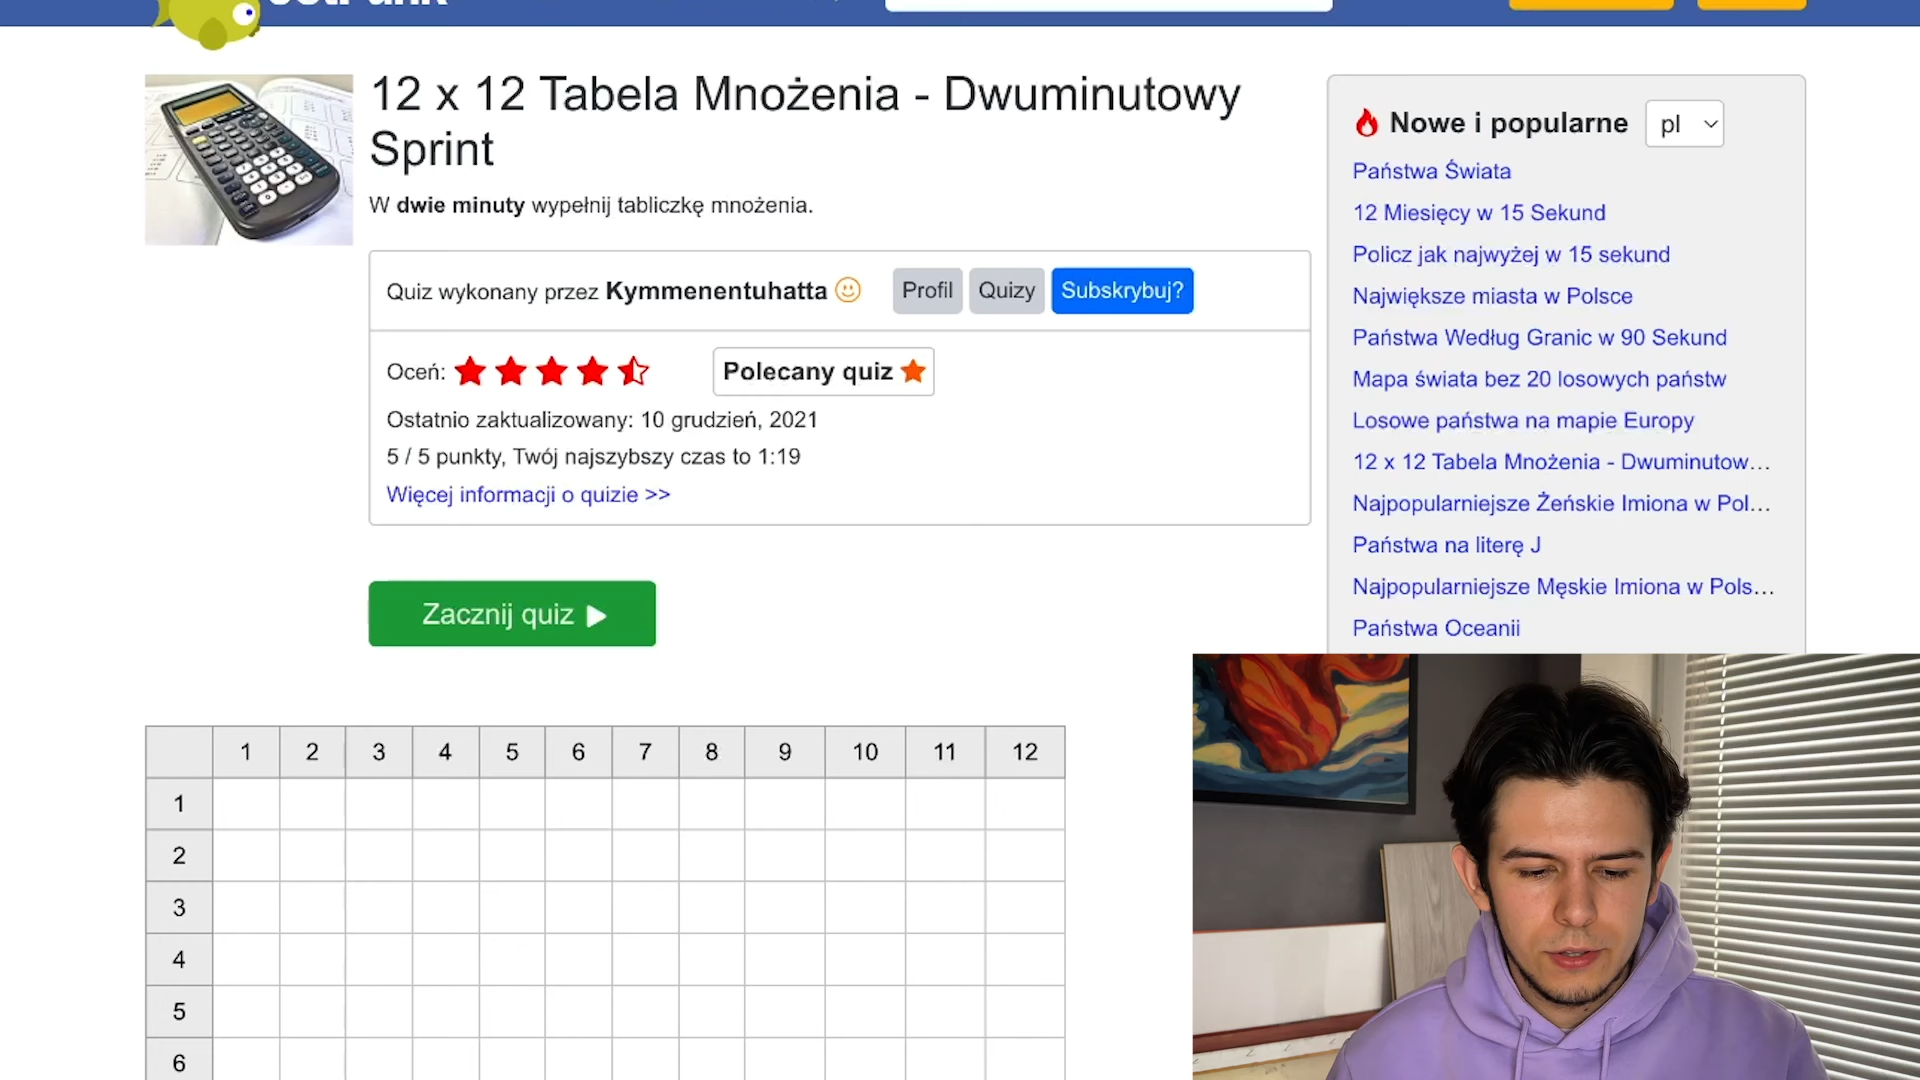 12 x 12 Tabela Mnożenia - Dwuminutowy
Sprint
W dwie minuty wypełnij tabliczkę mnożenia.
Quiz wykonany przez Kymmenentuhatta
Profil
Quizy
Subskrybuj?
Oceń:
Polecany quiz
Ostatnio zaktualizowany: 10 grudzień, 2021
5 / 5 punkty, Twój najszybszy czas to 1:19
Więcej informacji o quizie >>
Zacznij quiz
Nowe i popularne
pl
Państwa Świata
12 Miesięcy w 15 Sekund
Policz jak najwyżej w 15 sekund
Największe miasta w Polsce
Państwa Według Granic w 90 Sekund
Mapa świata bez 20 losowych państw
Losowe państwa na mapie Europy
12 x 12 Tabela Mnożenia - Dwuminutow…
Najpopularniejsze Żeńskie Imiona w Pol…
Państwa na literę J
Najpopularniejsze Męskie Imiona w Pols…
Państwa Oceanii
1 2 3 4 5 6 7 8 9 10 11 12
1
2
3
4
5
6